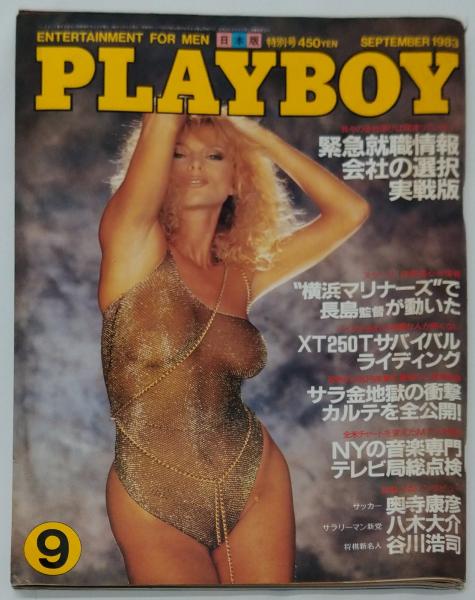 ENTERTAINMENT FOR MEN 日本版 特別号450YEN SEPTEMBER1983
PLAYBOY
緊急就職情報
会社の選択
実戦版
"横浜マリナーズ"で
長島監督が動いた
XT250Tサバイバル
ライディング
サラ金地獄の衝撃
カルテを全公開!
NYの音楽専門
テレビ局総点検
サッカー 奥寺康彦
サラリーマン新党 八木大介
将棋新名人 谷川浩司
9